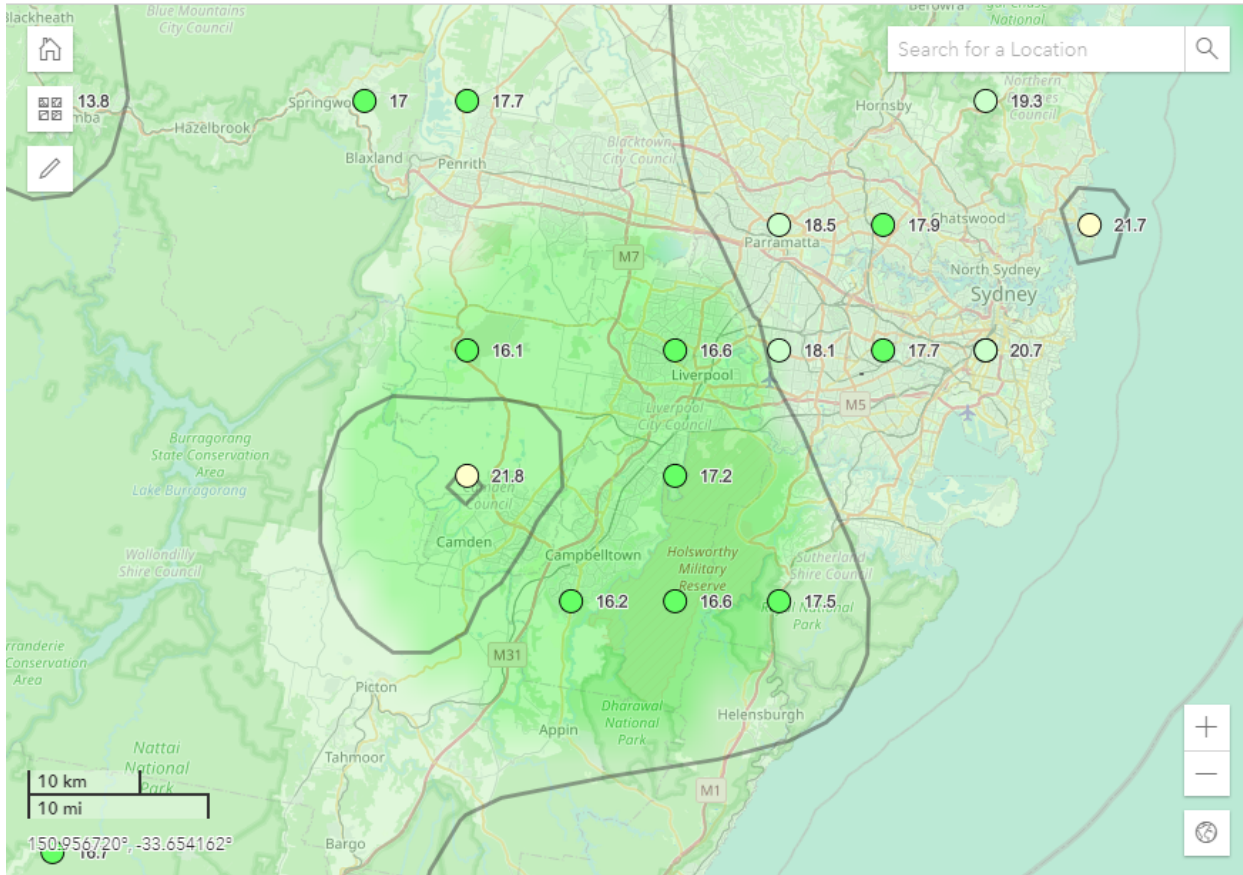 Blackheath
Blue Mountains
City Council
National
Search for a Location
13.8
Springwo
17
17.7
Hornsby
19.3
Northern
Council
Hazelbrook
Blaxland
Penrith
Blacktown
City Council
18.5
17.9
Chatswood
21.7
Parramatta
M7
North Sydney
Sydney
16.1
16.6
18.1
17.7
20.7
Liverpool
Liverpool
City Council
M5
Burragorang
State Conservation
Area
Lake Burragorang
21.8
Camden
Council
17.2
Camden
Campbelltown
Wollondilly
Shire Council
Holsworthy
Military
Reserve
Sutherland
Shire Council
16.2
16.6
17.5
National
Park
rranderie
Conservation
Area
M31
Picton
Dharawal
National
Park
Helensburgh
Appin
Nattai
National
Park
Tahmoor
10 km
10 mi
M1
150.956720°, -33.654162°
Bargo
16.7